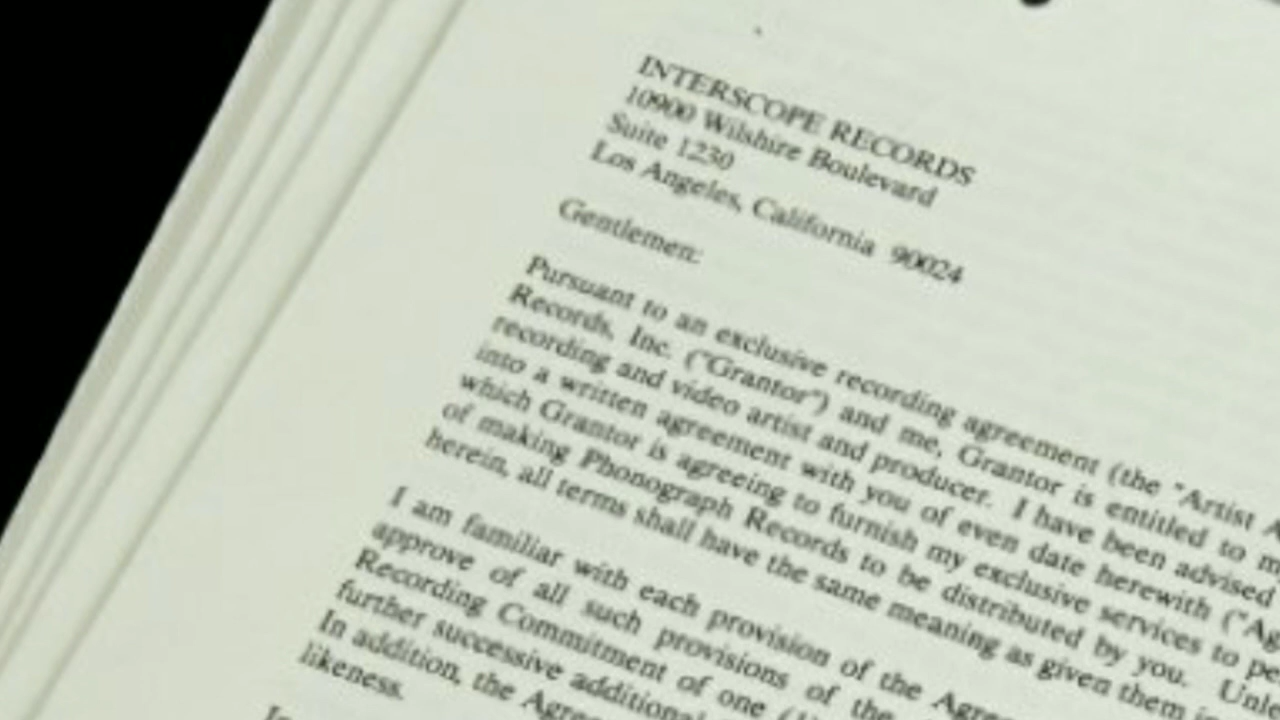 INTERSCOPE RECORDS
10900 Wilshire Boulevard
Suite 1230
Los Angeles, California 90024
Gentlemen:
Pursuant to an exclusive recording agreement (the "Artist A
Records, Inc. ("Grantor") and me, Grantor is entitled to m
recording and video artist and producer. I have been advised
into a written agreement with you of even date herewith ("Ag
which Grantor is agreeing to furnish my exclusive services to pe
of making Phonograph Records to be distributed by you. Unle
herein, all terms shall have the same meaning as given them i
I am familiar with each provision of the Agree
approve of all such provisions of the
Recording Commitment of one
further successive additional
In addition, the Agree
likeness.